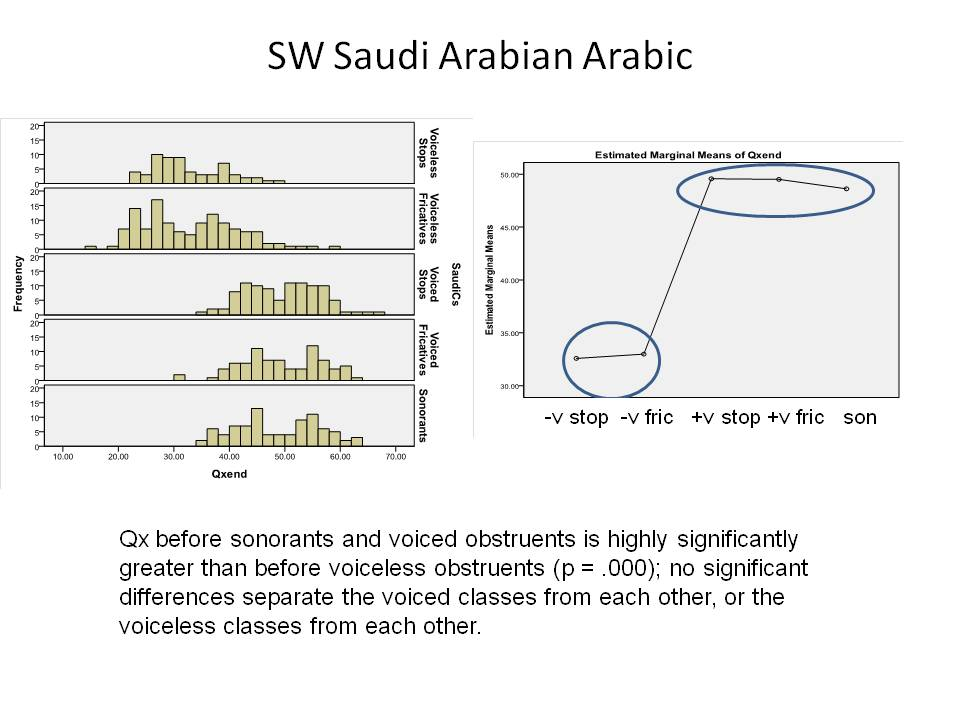 SW Saudi Arabian Arabic
20
15
10
5
Voiceless
Stops
20
15
10
5
0
Voiceless
Fricatives
20
15
10
5
0
Voiced
Stops
20
15
10
5
0
Voiced
Fricatives
20
15
10
5
0
Sonorants
Frequency
SaudiCs
10.00 20.00 30.00 40.00 50.00 60.00 70.00
Qxend
Estimated Marginal Means of Qxend
Estimated Marginal Means
50.00
45.00
40.00
35.00
30.00
-v stop -v fric +v stop +v fric son
Qx before sonorants and voiced obstruents is highly significantly
greater than before voiceless obstruents (p = .000); no significant
differences separate the voiced classes from each other, or the
voiceless classes from each other.